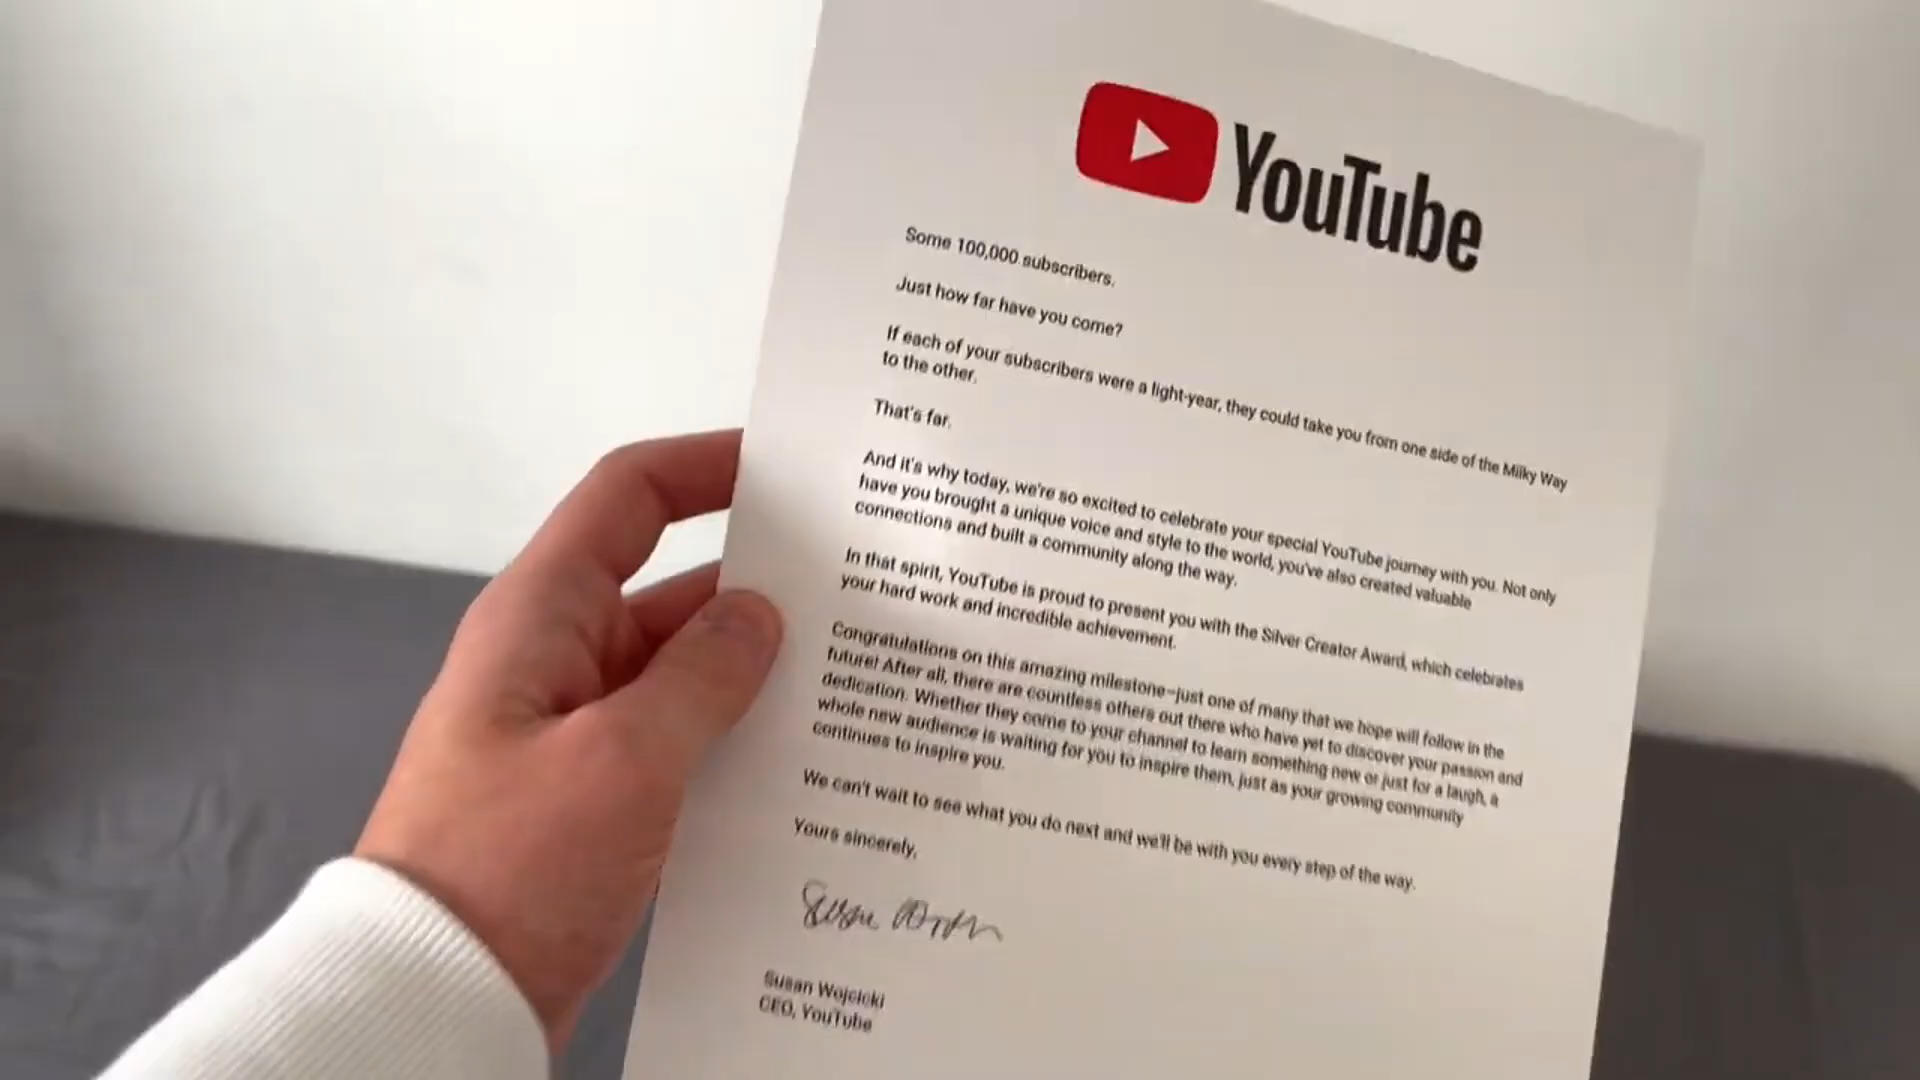 YouTube
Some 100,000 subscribers.
Just how far have you come?
If each of your subscribers were a light-year, they could take you from one side of the Milky Way
to the other.
That's far.
And it's why today, we're so excited to celebrate your special YouTube journey with you. Not only
have you brought a unique voice and style to the world, you've also created valuable
connections and built a community along the way.
In that spirit, YouTube is proud to present you with the Silver Creator Award, which celebrates
your hard work and incredible achievement.
Congratulations on this amazing milestone–just one of many that we hope will follow in the
future! After all, there are countless others out there who have yet to discover your passion and
dedication. Whether they come to your channel to learn something new or just for a laugh, a
whole new audience is waiting for you to inspire them, just as your growing community
continues to inspire you.
We can't wait to see what you do next and we'll be with you every step of the way.
Yours sincerely,
Susan Wojcicki
CEO, YouTube